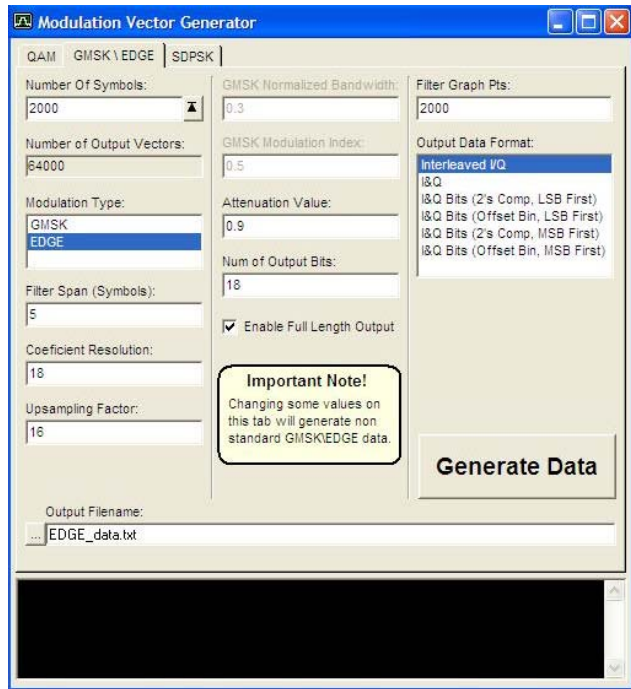 Modulation Vector Generator
QAM
GMSK \ EDGE
SDPSK
Number Of Symbols:
2000
Number of Output Vectors:
64000
Modulation Type:
GMSK
EDGE
Filter Span (Symbols):
5
Coeficient Resolution:
18
Upsampling Factor:
16
GMSK Normalized Bandwidth:
0.3
GMSK Modulation Index:
0.5
Attenuation Value:
0.9
Num of Output Bits:
18
Enable Full Length Output
Important Note!
Changing some values on
this tab will generate non
standard GMSK\EDGE data.
Filter Graph Pts:
2000
Output Data Format:
Interleaved I/Q
I&Q
I&Q Bits (2's Comp, LSB First)
I&Q Bits (Offset Bin, LSB First)
I&Q Bits (2's Comp, MSB First)
I&Q Bits (Offset Bin, MSB First)
Generate Data
Output Filename:
... EDGE_data.txt